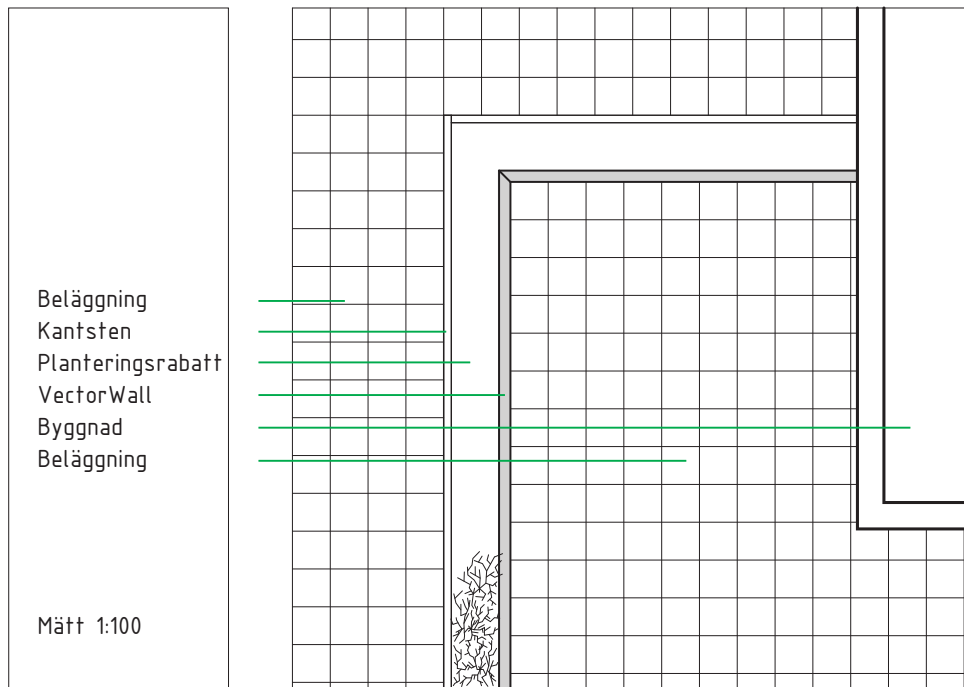 Beläggning
Kantsten
Planteringsrabatt
VectorWall
Byggnad
Beläggning
Mätt 1:100